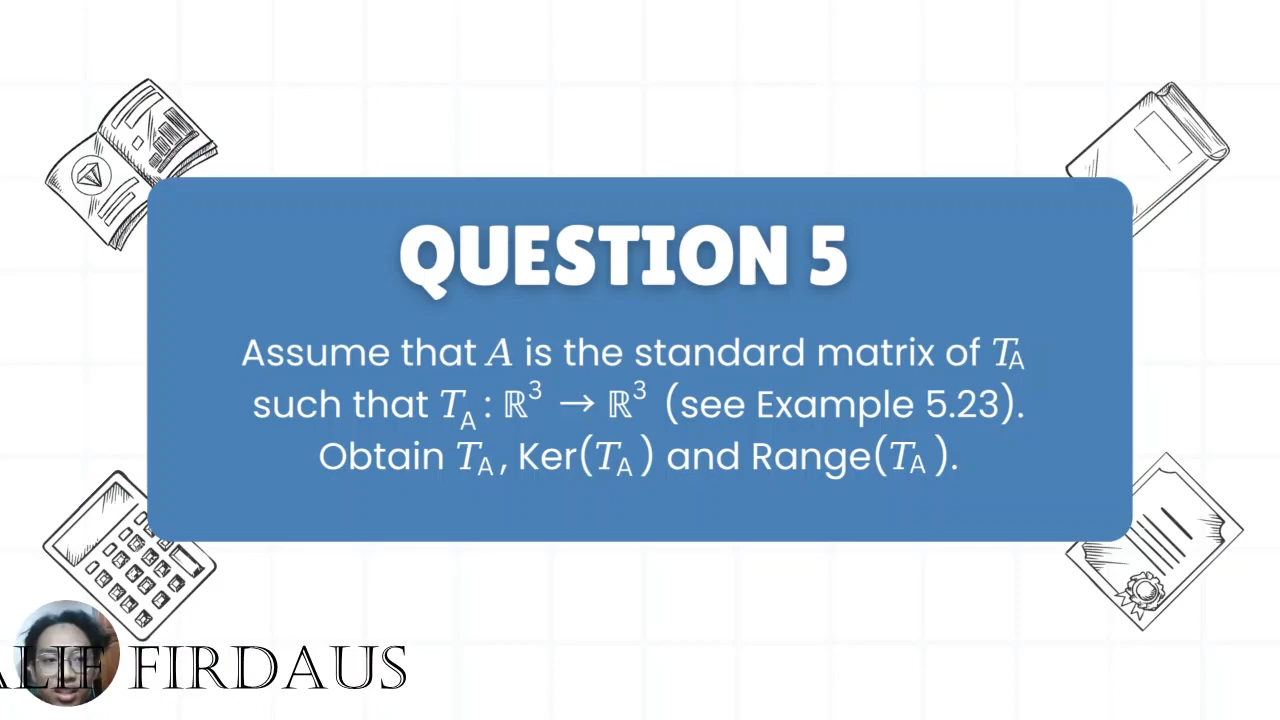 QUESTION 5
Assume that A is the standard matrix of T_A
such that T_A : ℝ³ → ℝ³ (see Example 5.23).
Obtain T_A, Ker(T_A) and Range(T_A).
ALIF FIRDAUS